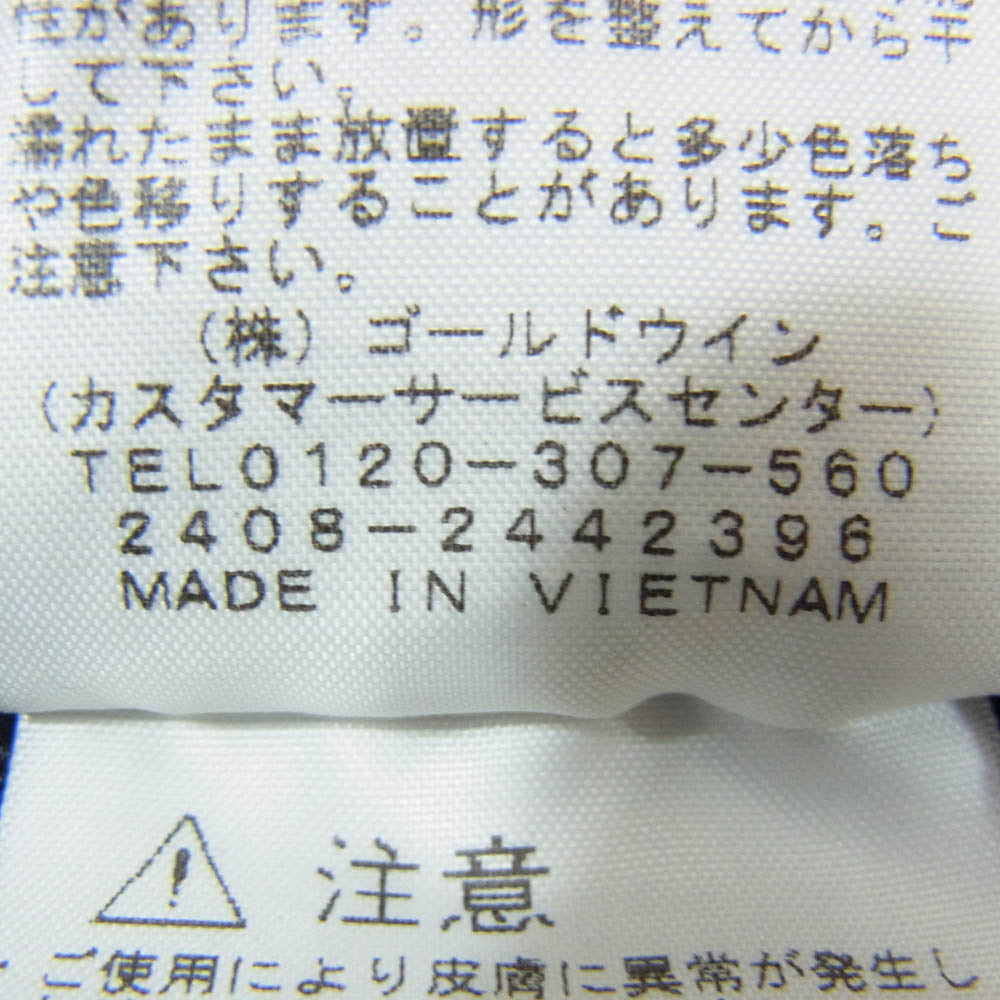 があります。形を整えてから干
して下さい。
濡れたまま放置すると多少色落ち
や色移りすることがあります。ご
注意下さい。
(株)ゴールドウイン
(カスタマーサービスセンター)
TEL0120-307-560
2408-2442396
MADE IN VIETNAM
注意
ご使用により皮膚に異常が発生し